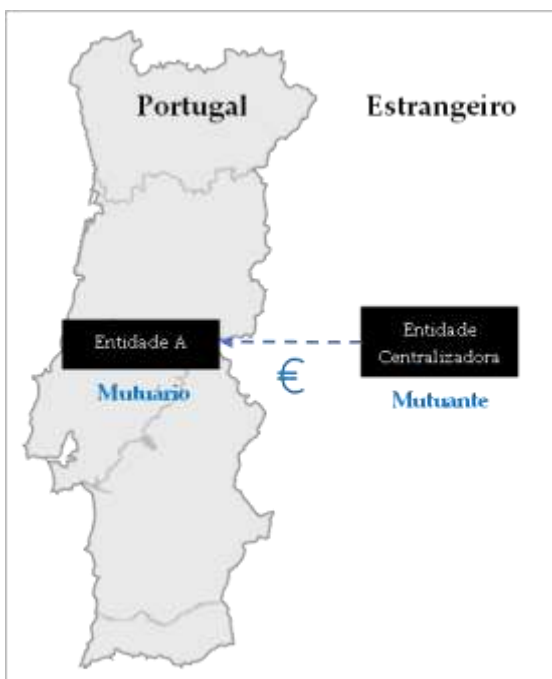 Portugal
Estrangeiro
Entidade A
Entidade
Centralizadora
€
Mutuário
Mutuante